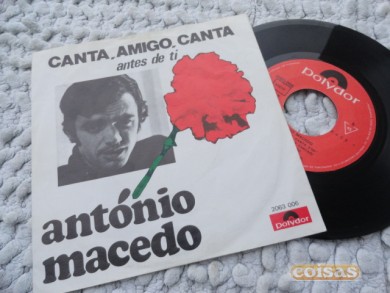 CANTA. AMIGO. CANTA
antes de ti
antónio
macedo
2063 006
Polydor
Polydor
coisas